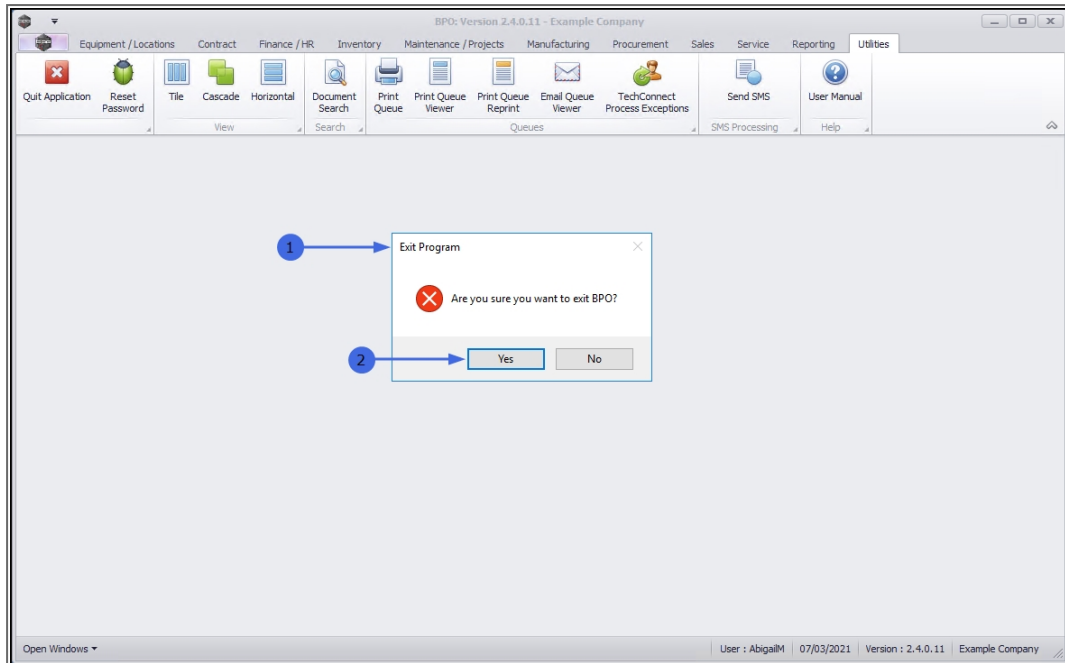 BPO: Version 2.4.0.11 - Example Company
Equipment / Locations Contract Finance / HR Inventory Maintenance / Projects Manufacturing Procurement Sales Service Reporting Utilities
Quit Application Reset Password Tile Cascade Horizontal Document Search Print Queue Print Queue Viewer Print Queue Reprint Email Queue Viewer TechConnect Process Exceptions Send SMS User Manual
View Search Queues SMS Processing Help
1 Exit Program
Are you sure you want to exit BPO?
2 Yes No
Open Windows User : AbigailM 07/03/2021 Version : 2.4.0.11 Example Company